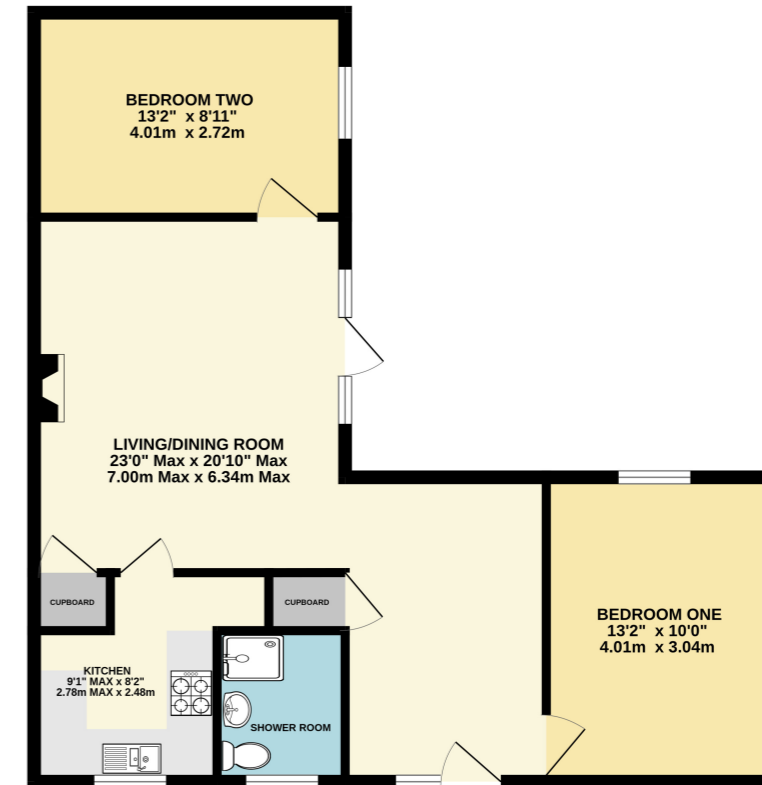 BEDROOM TWO
13'2" x 8'11"
4.01m x 2.72m
LIVING/DINING ROOM
23'0" Max x 20'10" Max
7.00m Max x 6.34m Max
CUPBOARD
CUPBOARD
BEDROOM ONE
13'2" x 10'0"
4.01m x 3.04m
KITCHEN
9'1" MAX x 8'2"
2.78m MAX x 2.48m
SHOWER ROOM